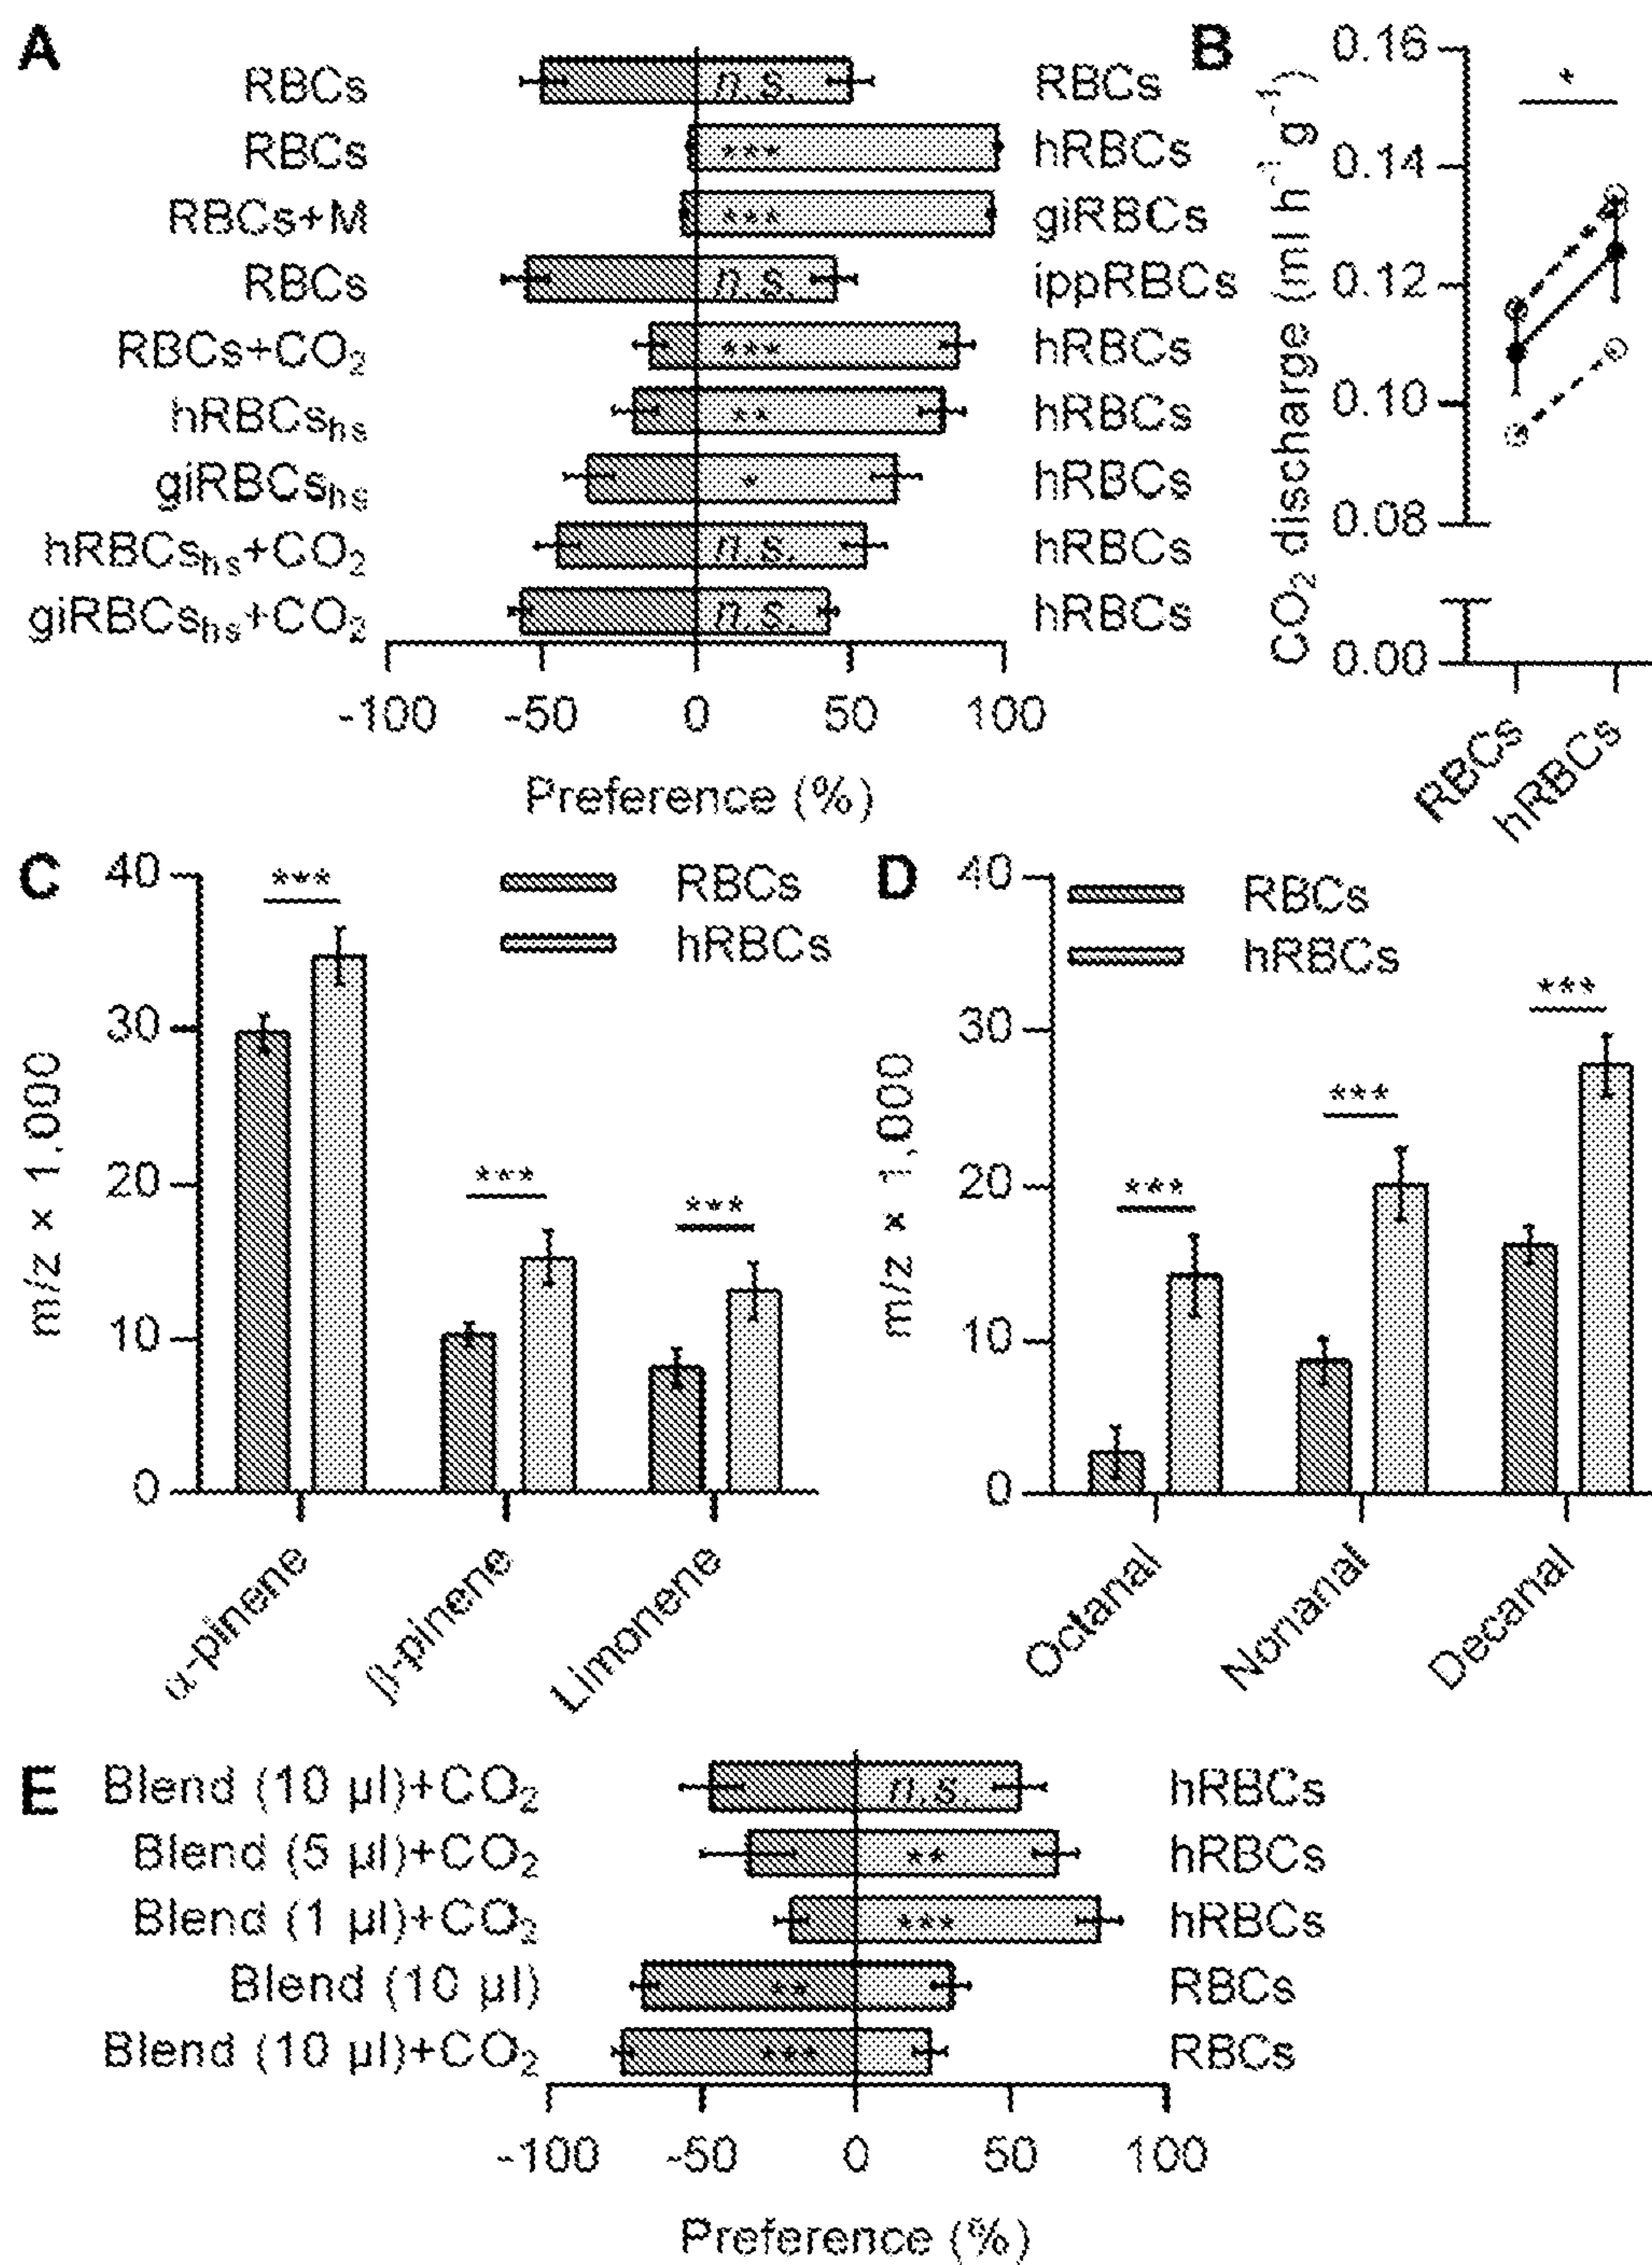 A
RBCs n.s. RBCs
RBCs *** hRBCs
RBCs+M *** giRBCs
RBCs n.s. ippRBCs
RBCs+CO₂ *** hRBCs
hRBCshs ** hRBCs
giRBCshs * hRBCs
hRBCshs+CO₂ n.s. hRBCs
giRBCshs+CO₂ n.s. hRBCs
-100 -50 0 50 100
Preference (%)
B
CO₂ discharge (ml h⁻¹ g⁻¹)
0.16
0.14
0.12
0.10
0.08
0.00
*
RBCs hRBCs
C
m/z × 1,000
40
30
20
10
0
RBCs
hRBCs
*** *** ***
α-pinene β-pinene Limonene
D
m/z × 1,000
40
30
20
10
0
RBCs
hRBCs
*** *** ***
Octanal Nonanal Decanal
E
Blend (10 µl)+CO₂ n.s. hRBCs
Blend (5 µl)+CO₂ ** hRBCs
Blend (1 µl)+CO₂ *** hRBCs
Blend (10 µl) ** RBCs
Blend (10 µl)+CO₂ *** RBCs
-100 -50 0 50 100
Preference (%)